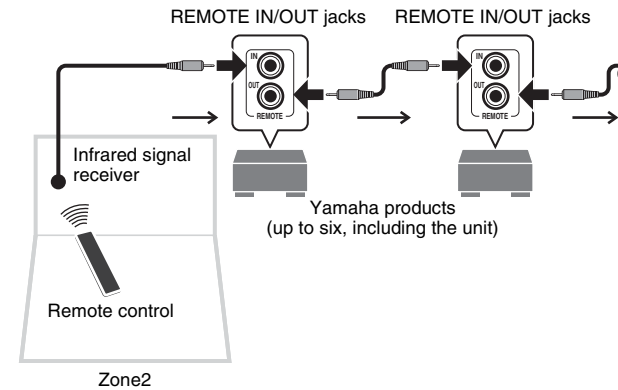 REMOTE IN/OUT jacks
REMOTE IN/OUT jacks
IN
OUT
REMOTE
IN
OUT
REMOTE
Infrared signal
receiver
Yamaha products
(up to six, including the unit)
Remote control
Zone2